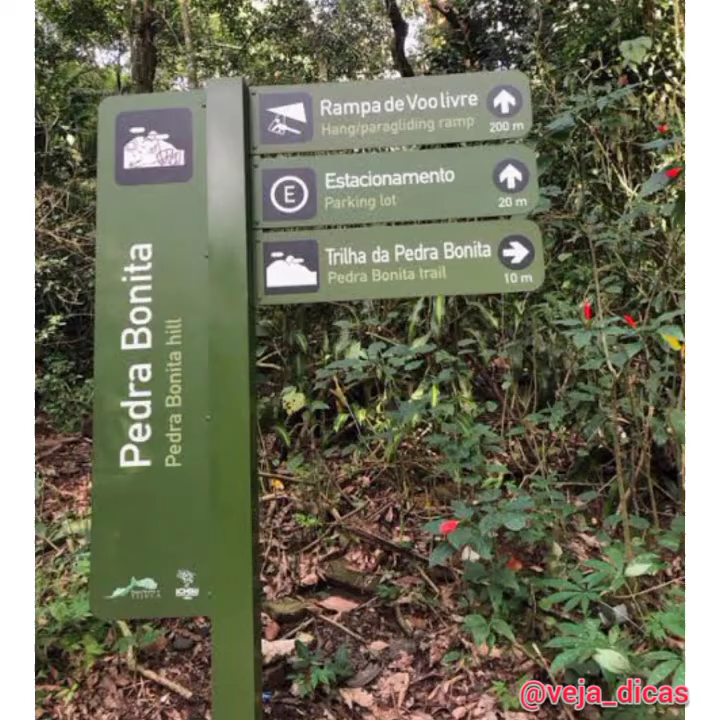 Pedra Bonita
Pedra Bonita hill
Rampa de Voo livre
Hang/paragliding ramp
200 m
E
Estacionamento
Parking lot
20 m
Trilha da Pedra Bonita
Pedra Bonita trail
10 m
TIJUCA
ICMBio
@veja_dicas